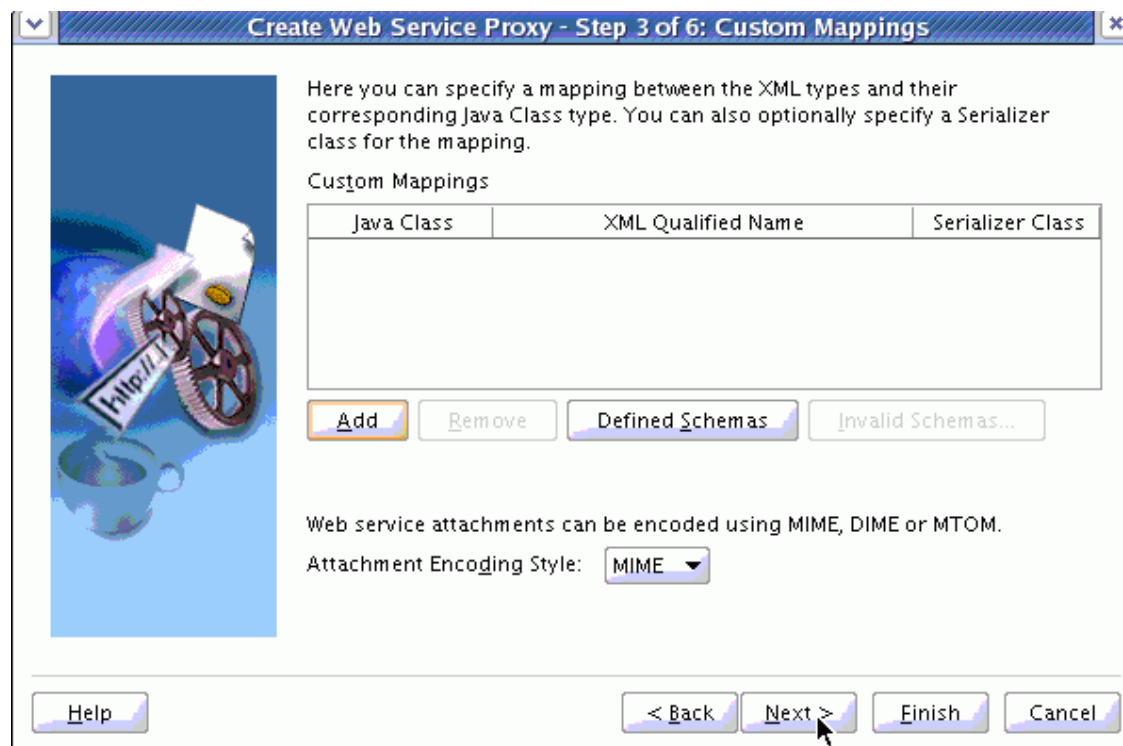 Create Web Service Proxy - Step 3 of 6: Custom Mappings
Here you can specify a mapping between the XML types and their
corresponding Java Class type. You can also optionally specify a Serializer
class for the mapping.
Custom Mappings
Java Class XML Qualified Name Serializer Class
Add Remove Defined Schemas Invalid Schemas...
http://
Web service attachments can be encoded using MIME, DIME or MTOM.
Attachment Encoding Style: MIME
Help < Back Next > Finish Cancel